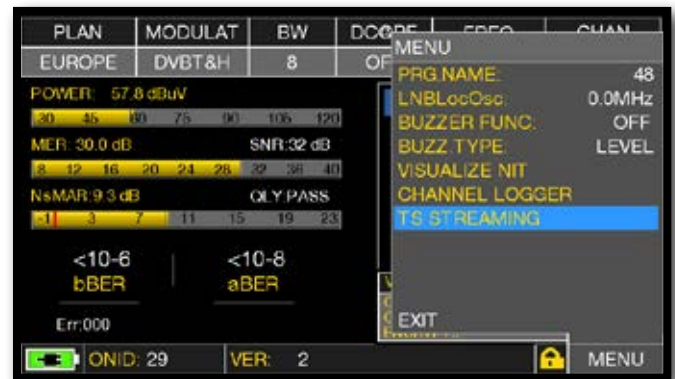 PLAN MODULAT BW
EUROPE DVBT&H 8
MENU
PRG.NAME: 48
LNBLocOsc: 0.0MHz
BUZZER FUNC: OFF
BUZZ.TYPE: LEVEL
VISUALIZE NIT
CHANNEL LOGGER
TS STREAMING
EXIT
POWER: 57.8 dBuV
30 45 60 75 90 105 120
MER: 30.0 dB SNR:32 dB
8 12 16 20 24 28 32 36 40
NsMAR:9.3 dB QLY:PASS
-1 3 7 11 15 19 23
<10-6 <10-8
bBER aBER
Err:000
ONID: 29 VER: 2 MENU